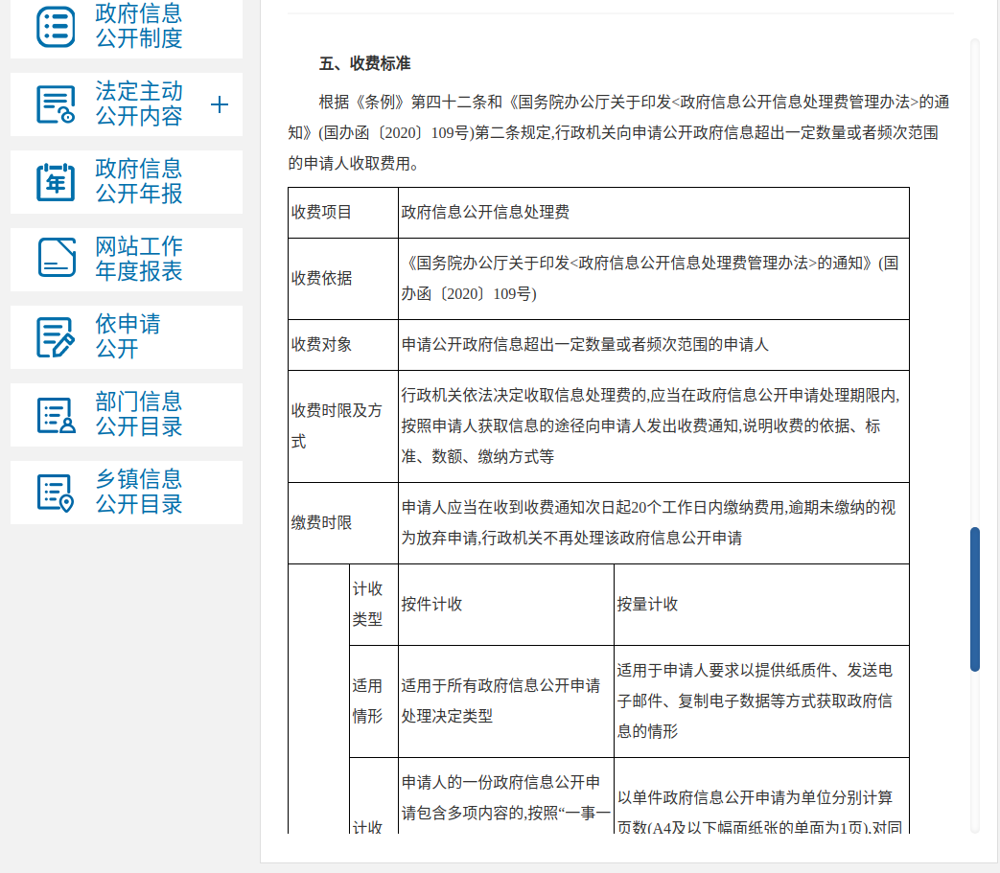 政府信息
公开制度
法定主动
公开内容
政府信息
公开年报
网站工作
年度报表
依申请
公开
部门信息
公开目录
乡镇信息
公开目录
五、收费标准
根据《条例》第四十二条和《国务院办公厅关于印发<政府信息公开信息处理费管理办法>的通
知》(国办函〔2020〕109号)第二条规定,行政机关向申请公开政府信息超出一定数量或者频次范围
的申请人收取费用。
收费项目
政府信息公开信息处理费
收费依据
《国务院办公厅关于印发<政府信息公开信息处理费管理办法>的通知》(国
办函〔2020〕109号)
收费对象
申请公开政府信息超出一定数量或者频次范围的申请人
收费时限及方
式
行政机关依法决定收取信息处理费的,应当在政府信息公开申请处理期限内,
按照申请人获取信息的途径向申请人发出收费通知,说明收费的依据、标
准、数额、缴纳方式等
缴费时限
申请人应当在收到收费通知次日起20个工作日内缴纳费用,逾期未缴纳的视
为放弃申请,行政机关不再处理该政府信息公开申请
计收
类型
按件计收
按量计收
适用
情形
适用于所有政府信息公开申请
处理决定类型
适用于申请人要求以提供纸质件、发送电
子邮件、复制电子数据等方式获取政府信
息的情形
计收
申请人的一份政府信息公开申
请包含多项内容的,按照“一事一
以单件政府信息公开申请为单位分别计算
页数(A4及以下幅面纸张的单面为1页),对同